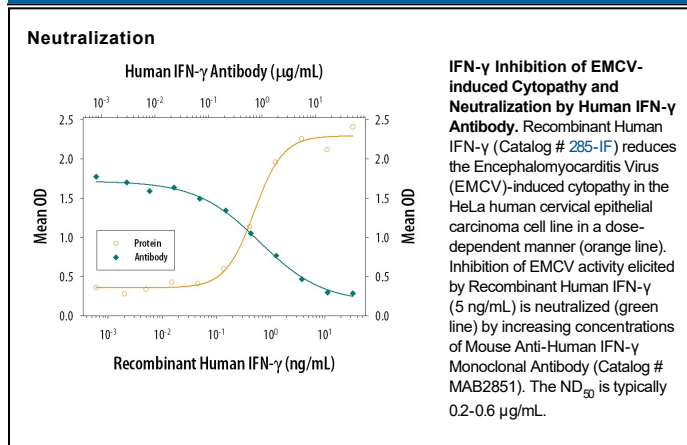 Neutralization
Human IFN-γ Antibody (μg/mL)
10⁻³ 10⁻² 10⁻¹ 10⁰ 10¹
2.5 2.5
2.0 2.0
1.5 1.5
1.0 1.0
0.5 0.5
0.0 0.0
Mean OD
Mean OD
Protein
Antibody
10⁻³ 10⁻² 10⁻¹ 10⁰ 10¹
Recombinant Human IFN-γ (ng/mL)
IFN-γ Inhibition of EMCV-
induced Cytopathy and
Neutralization by Human IFN-γ
Antibody. Recombinant Human
IFN-γ (Catalog # 285-IF) reduces
the Encephalomyocarditis Virus
(EMCV)-induced cytopathy in the
HeLa human cervical epithelial
carcinoma cell line in a dose-
dependent manner (orange line).
Inhibition of EMCV activity elicited
by Recombinant Human IFN-γ
(5 ng/mL) is neutralized (green
line) by increasing concentrations
of Mouse Anti-Human IFN-γ
Monoclonal Antibody (Catalog #
MAB2851). The ND₅₀ is typically
0.2-0.6 μg/mL.